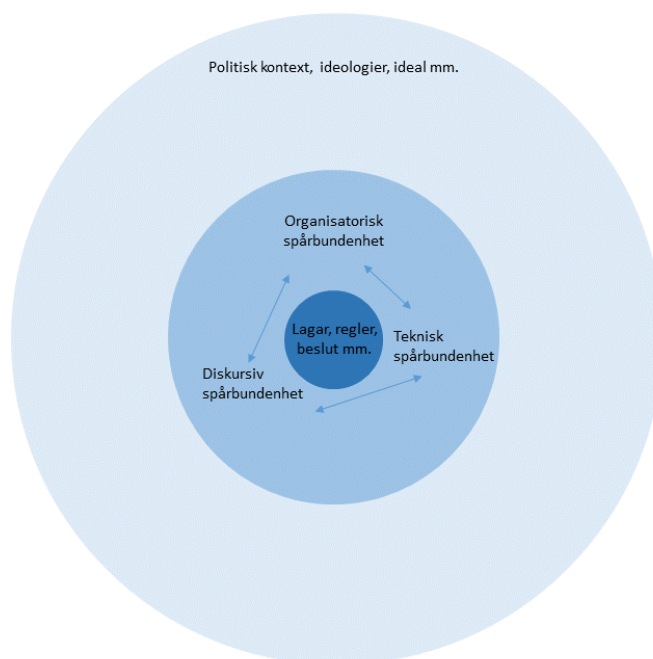 Politisk kontext, ideologier, ideal mm.
Organisatorisk
spårbundenhet
Lagar, regler,
beslut mm.
Teknisk
spårbundenhet
Diskursiv
spårbundenhet